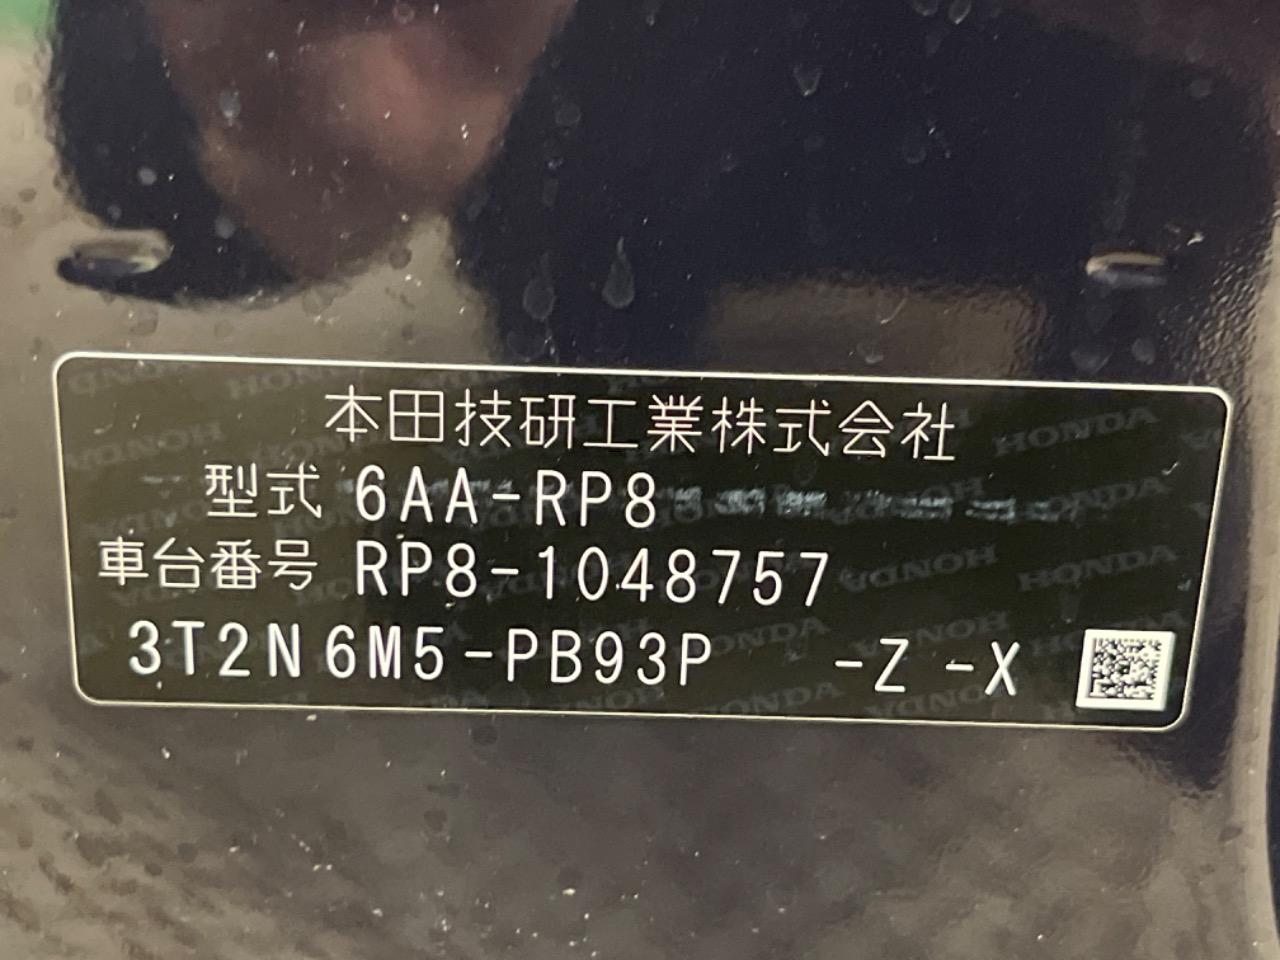 本田技研工業株式会社
型式 6AA-RP8
車台番号 RP8-1048757
3T2N6M5-PB93P -Z -X